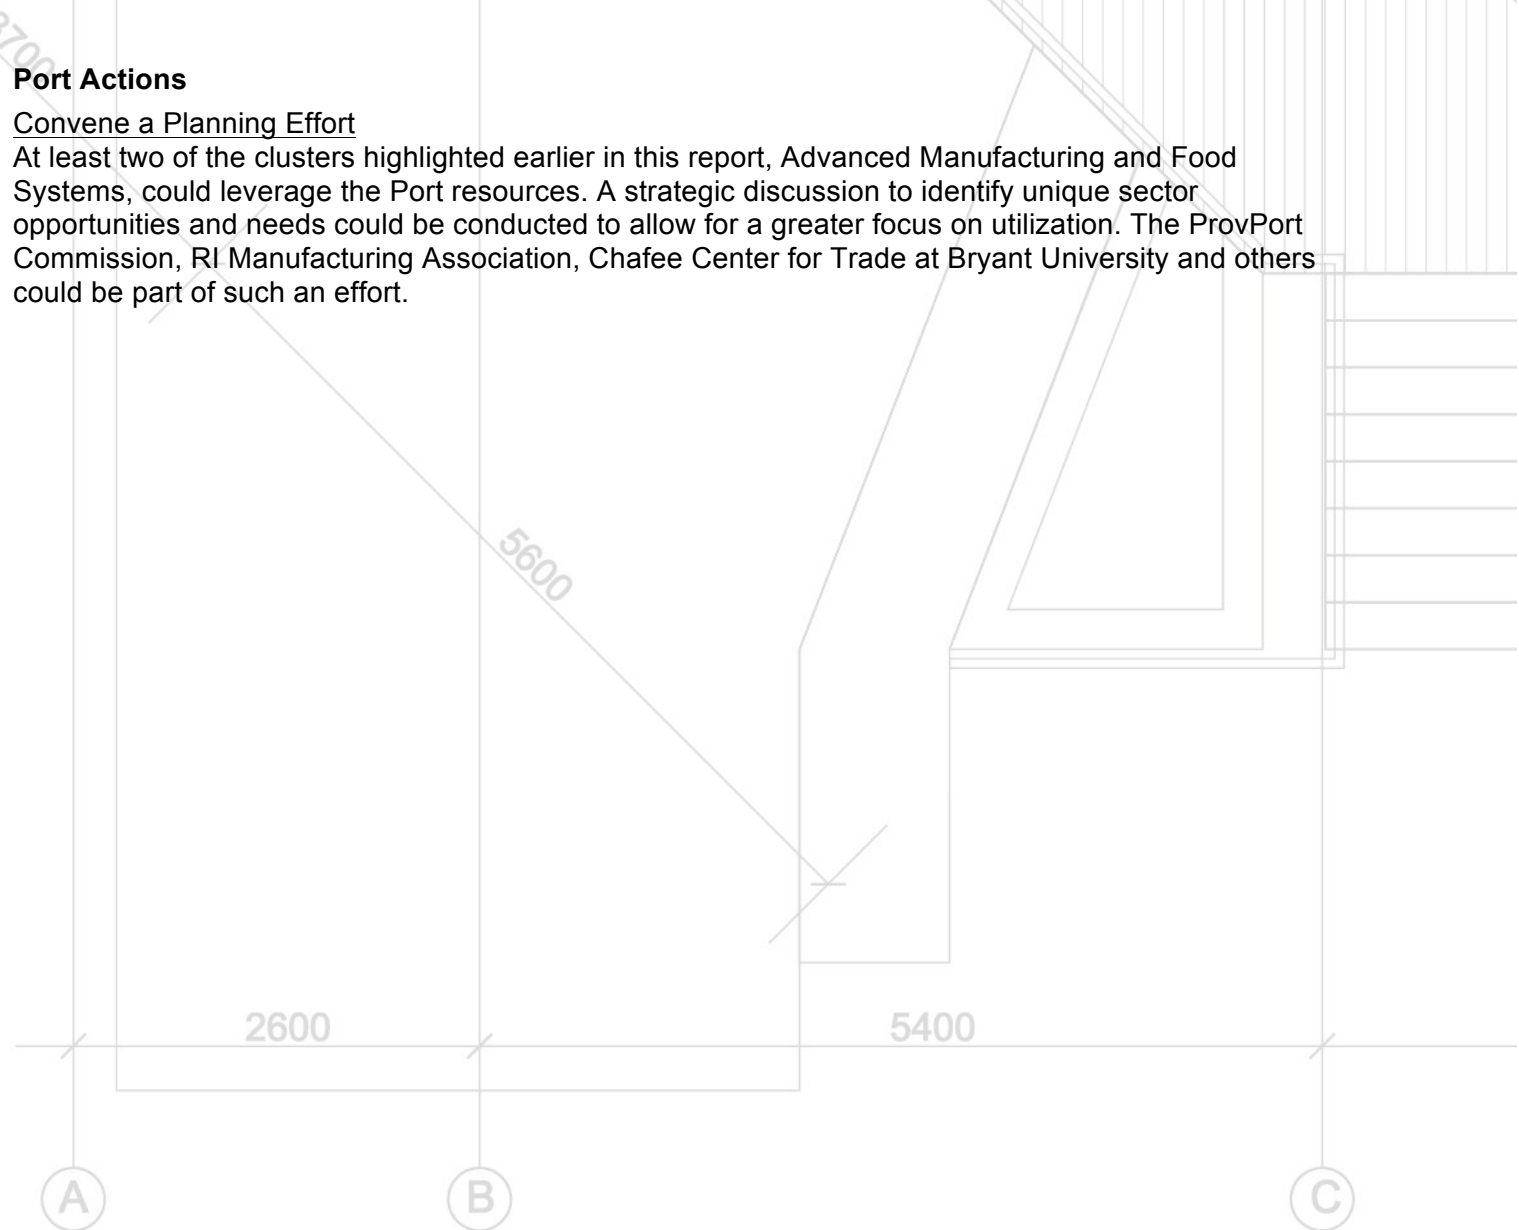 3700
Port Actions
Convene a Planning Effort
At least two of the clusters highlighted earlier in this report, Advanced Manufacturing and Food
Systems, could leverage the Port resources. A strategic discussion to identify unique sector
opportunities and needs could be conducted to allow for a greater focus on utilization. The ProvPort
Commission, RI Manufacturing Association, Chafee Center for Trade at Bryant University and others
could be part of such an effort.
5600
2600
5400
A
B
C